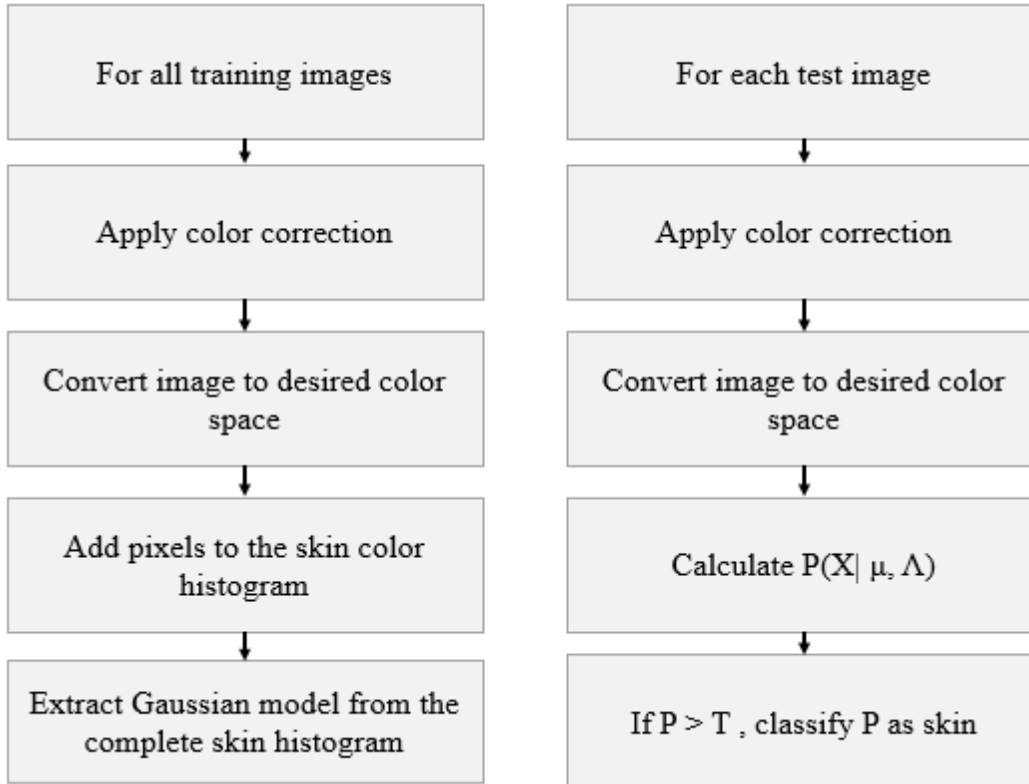 For all training images
Apply color correction
Convert image to desired color
space
Add pixels to the skin color
histogram
Extract Gaussian model from the
complete skin histogram
For each test image
Apply color correction
Convert image to desired color
space
Calculate P(X| μ, Λ)
If P > T , classify P as skin